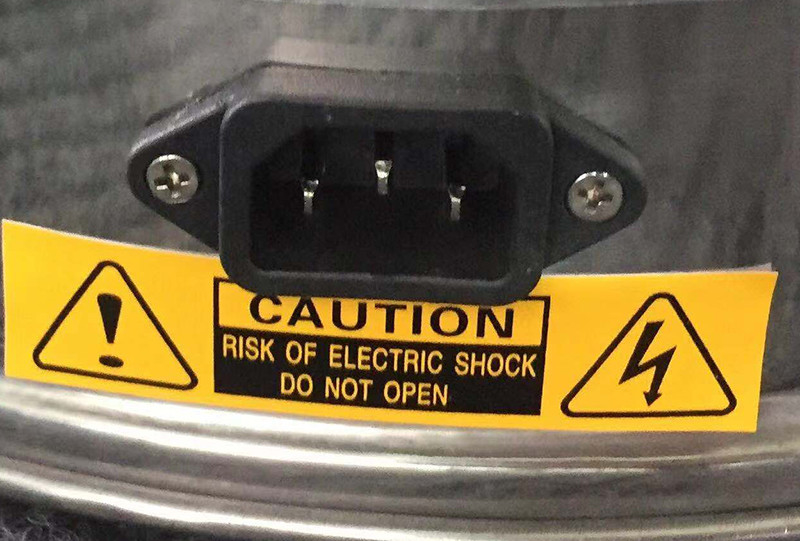 CAUTION
RISK OF ELECTRIC SHOCK
DO NOT OPEN